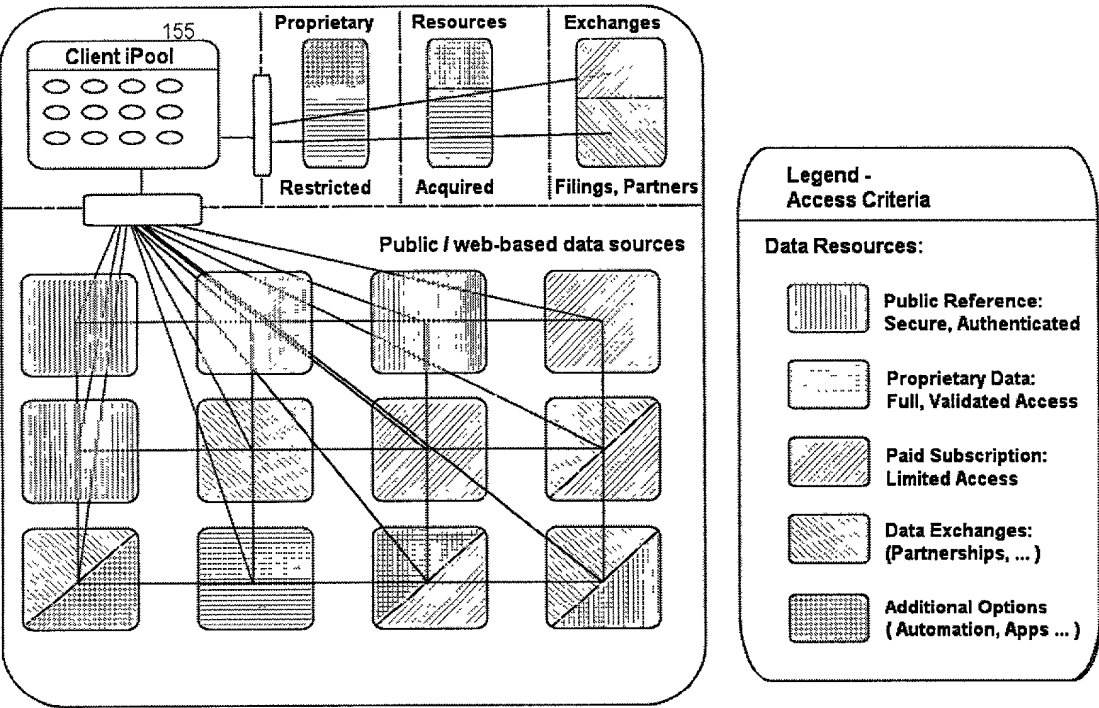 155
Client iPool
Proprietary
Resources
Exchanges
Restricted
Acquired
Filings, Partners
Public / web-based data sources
Legend -
Access Criteria
Data Resources:
Public Reference:
Secure, Authenticated
Proprietary Data:
Full, Validated Access
Paid Subscription:
Limited Access
Data Exchanges:
(Partnerships, ... )
Additional Options
( Automation, Apps ... )